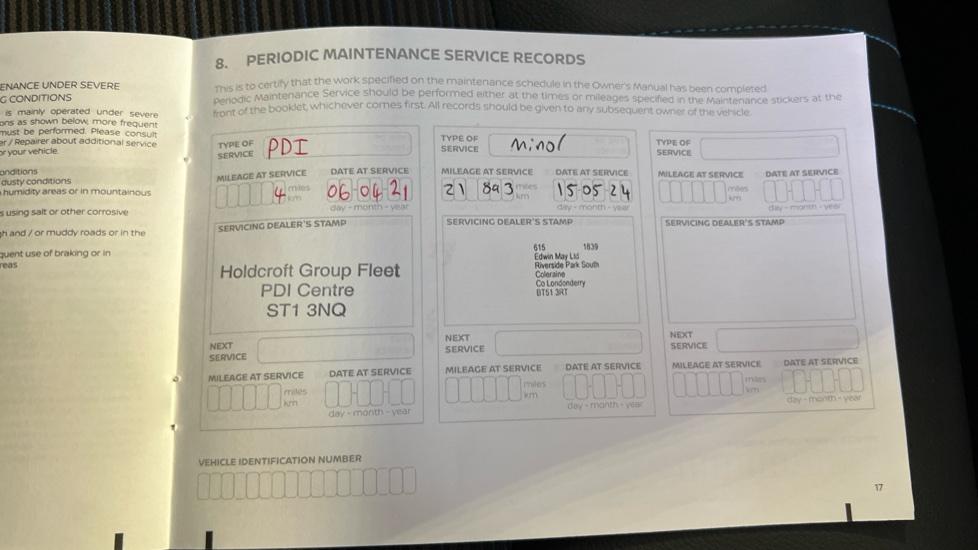 ENANCE UNDER SEVERE
G CONDITIONS
is mainly operated under severe
ons as shown below, more frequent
must be performed. Please consult
er / Repairer about additional service
or your vehicle.
onditions
dusty conditions
humidity areas or in mountainous
s using salt or other corrosive
gh and / or muddy roads or in the
quent use of braking or in
reas
8. PERIODIC MAINTENANCE SERVICE RECORDS
This is to certify that the work specified on the maintenance schedule in the Owner's Manual has been completed.
Periodic Maintenance Service should be performed either at the times or mileages specified in the Maintenance stickers at the
front of the booklet, whichever comes first. All records should be given to any subsequent owner of the vehicle.
TYPE OF
SERVICE PDI
MILEAGE AT SERVICE DATE AT SERVICE
4 miles
km 06-04-21
day - month - year
SERVICING DEALER'S STAMP
Holdcroft Group Fleet
PDI Centre
ST1 3NQ
NEXT
SERVICE
MILEAGE AT SERVICE DATE AT SERVICE
miles
km
day - month - year
TYPE OF
SERVICE Minor
MILEAGE AT SERVICE DATE AT SERVICE
21 893 miles
km 15-05-24
day - month - year
SERVICING DEALER'S STAMP
615 1839
Edwin May Ltd
Riverside Park South
Coleraine
Co Londonderry
BT51 3RT
NEXT
SERVICE
MILEAGE AT SERVICE DATE AT SERVICE
miles
km
day - month - year
TYPE OF
SERVICE
MILEAGE AT SERVICE DATE AT SERVICE
miles
km
day - month - year
SERVICING DEALER'S STAMP
NEXT
SERVICE
MILEAGE AT SERVICE DATE AT SERVICE
miles
km
day - month - year
VEHICLE IDENTIFICATION NUMBER
17